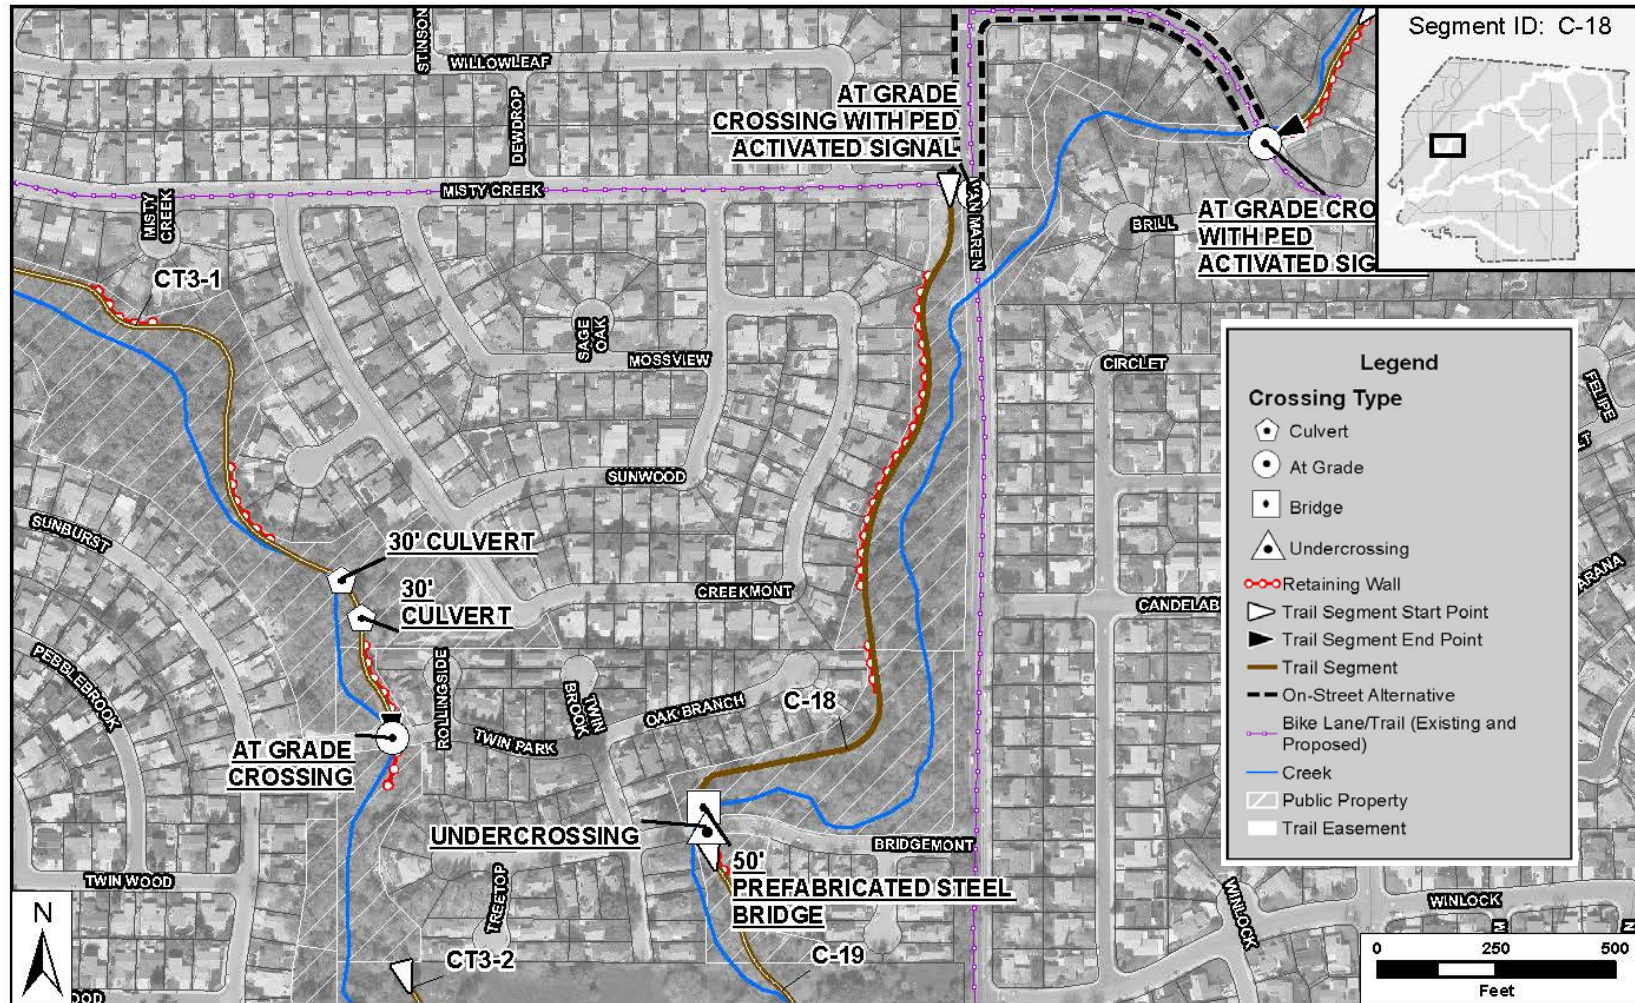 Segment ID: C-18
STINSON
WILLOWLEAF
DEWDROP
AT GRADE
CROSSING WITH PED
ACTIVATED SIGNAL
MISTY CREEK
MISTY
CREEK
VAN MAREN
BRILL
AT GRADE CRO
WITH PED
ACTIVATED SIG
CT3-1
SAGE
OAK
MOSSVIEW
CIRCLET
FELIPE
SUNWOOD
SUNBURST
30' CULVERT
30'
CULVERT
CREEKMONT
CANDELAB
ARANA
PEBBLEBROOK
ROLLINGSIDE
TWIN
BROOK
OAK BRANCH
C-18
TWIN PARK
AT GRADE
CROSSING
UNDERCROSSING
BRIDGEMONT
50'
PREFABRICATED STEEL
BRIDGE
TWIN WOOD
TREETOP
WINLOCK
WINLOCK
CT3-2
C-19
OOD
Legend
Crossing Type
Culvert
At Grade
Bridge
Undercrossing
Retaining Wall
Trail Segment Start Point
Trail Segment End Point
Trail Segment
On-Street Alternative
Bike Lane/Trail (Existing and
Proposed)
Creek
Public Property
Trail Easement
N
0 250 500
Feet